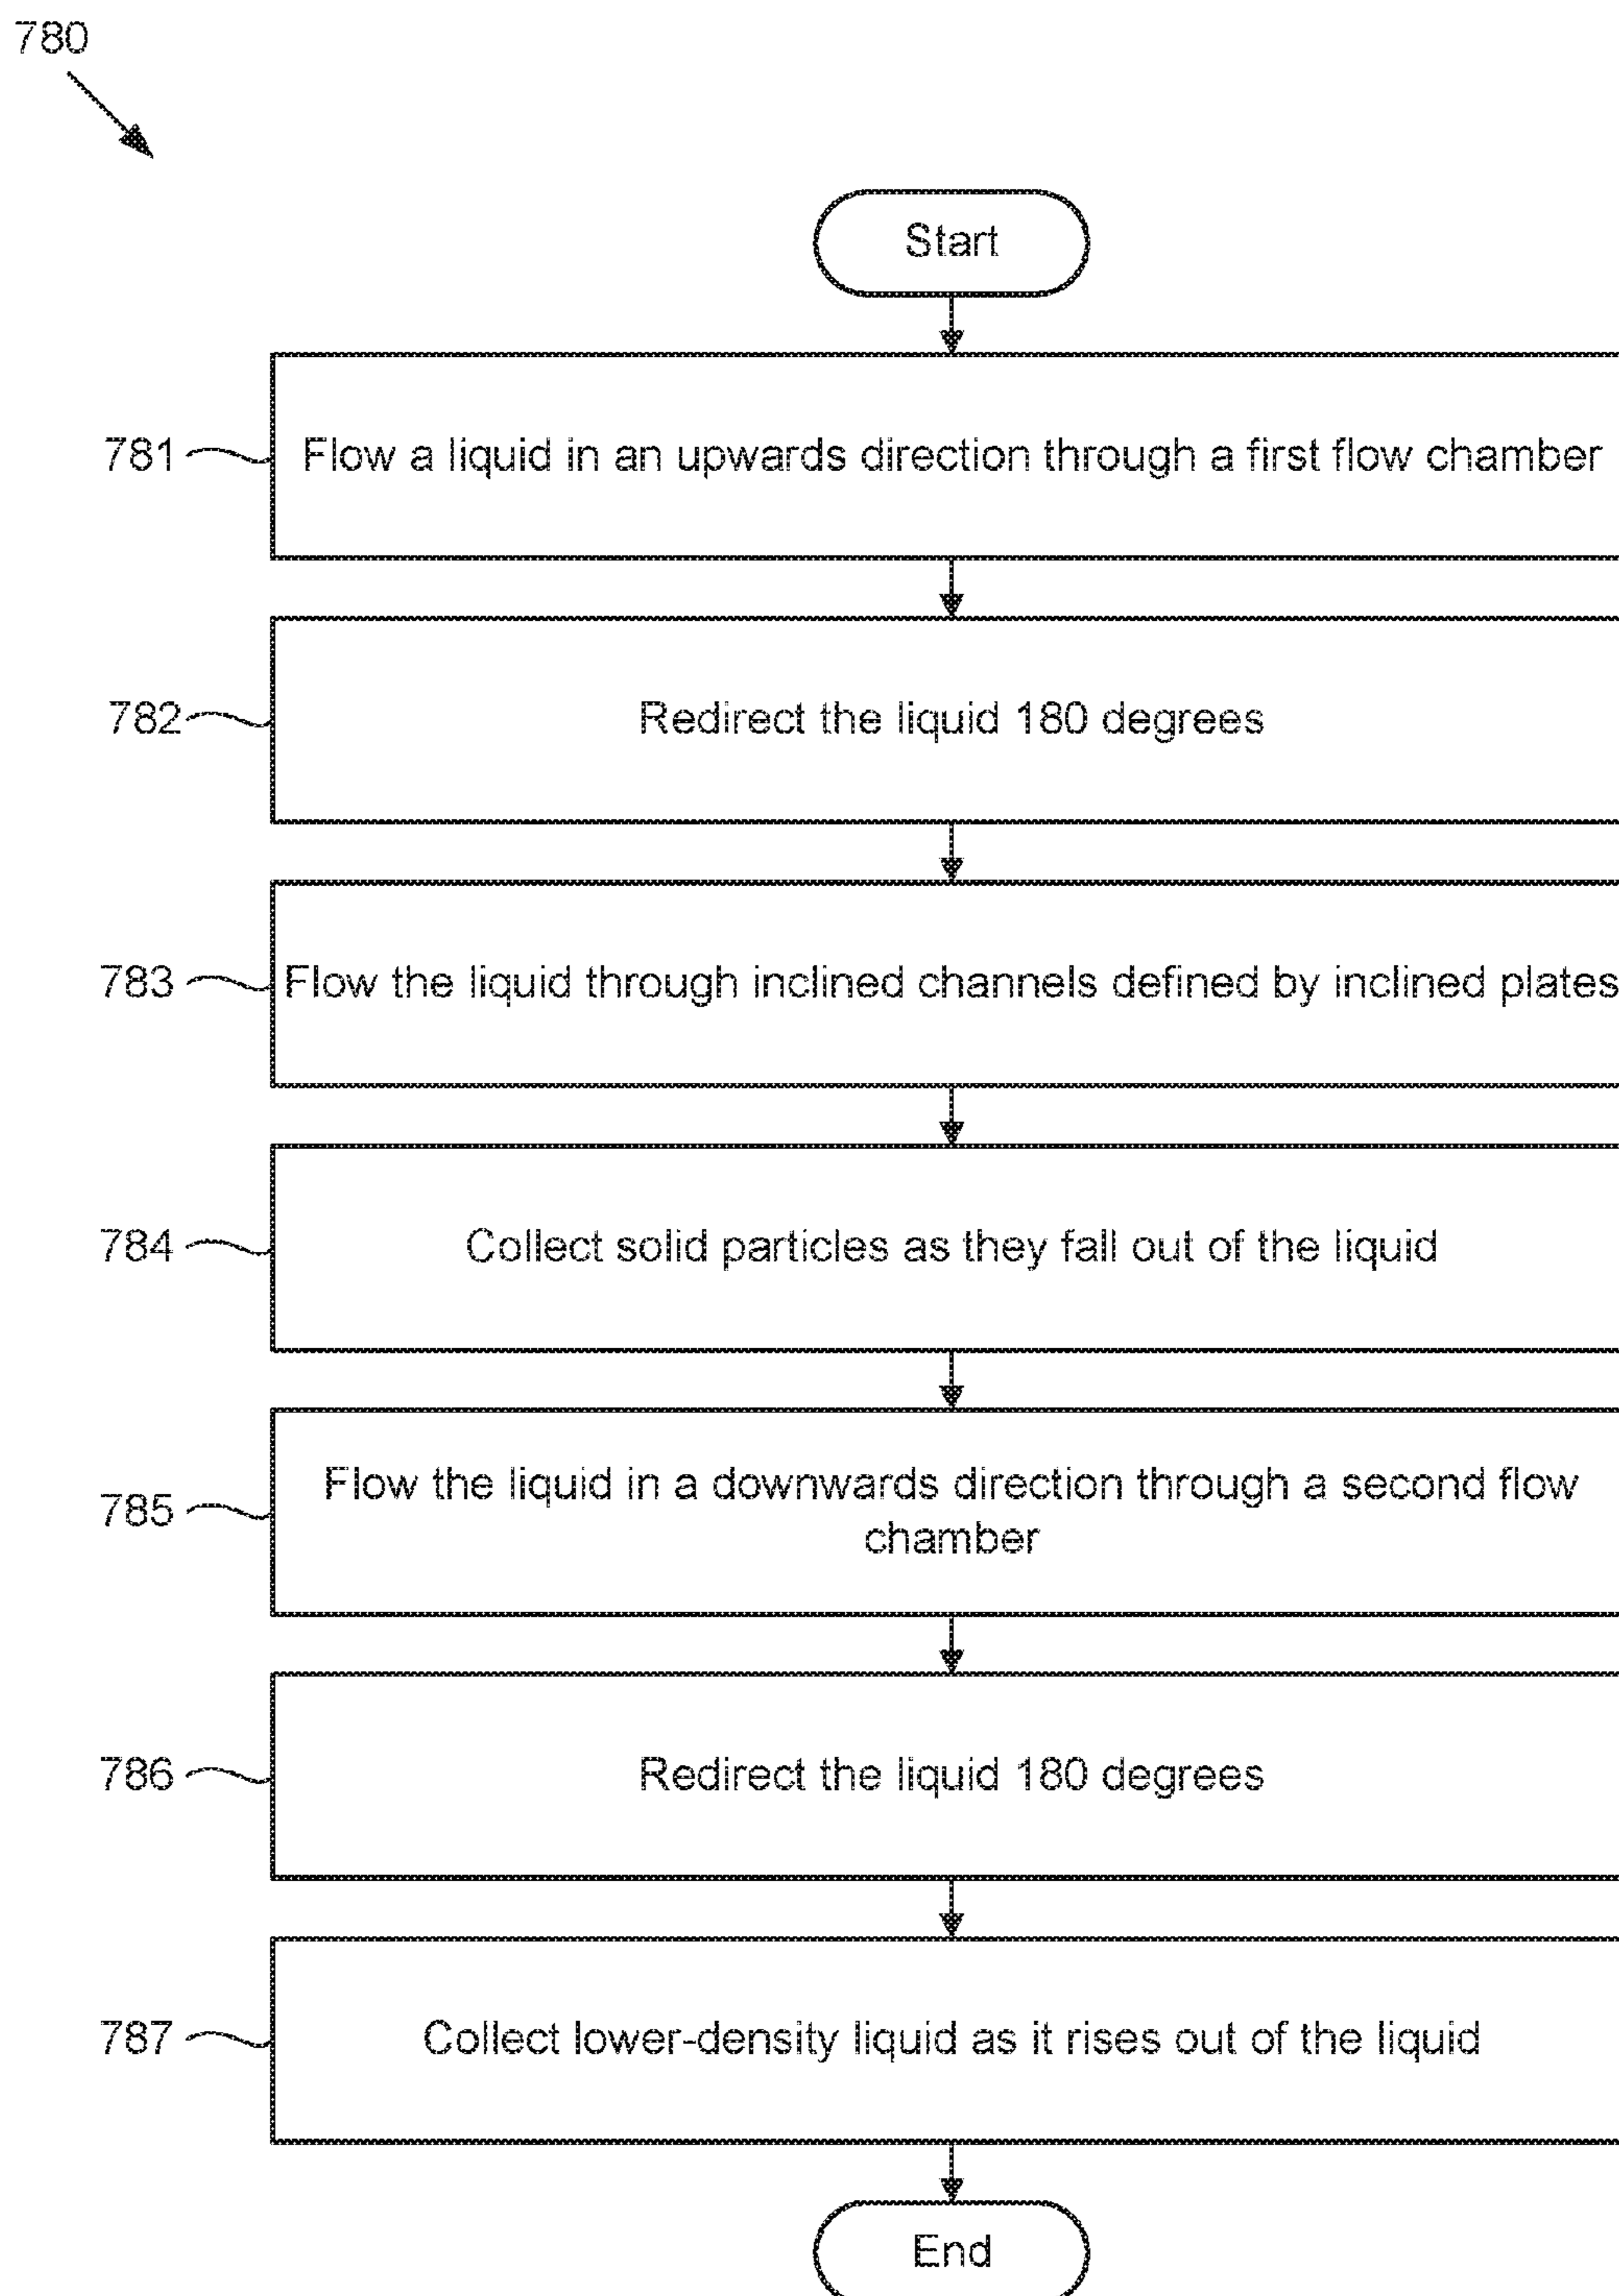 780
Start
781 Flow a liquid in an upwards direction through a first flow chamber
782 Redirect the liquid 180 degrees
783 Flow the liquid through inclined channels defined by inclined plates
784 Collect solid particles as they fall out of the liquid
785 Flow the liquid in a downwards direction through a second flow
chamber
786 Redirect the liquid 180 degrees
787 Collect lower-density liquid as it rises out of the liquid
End